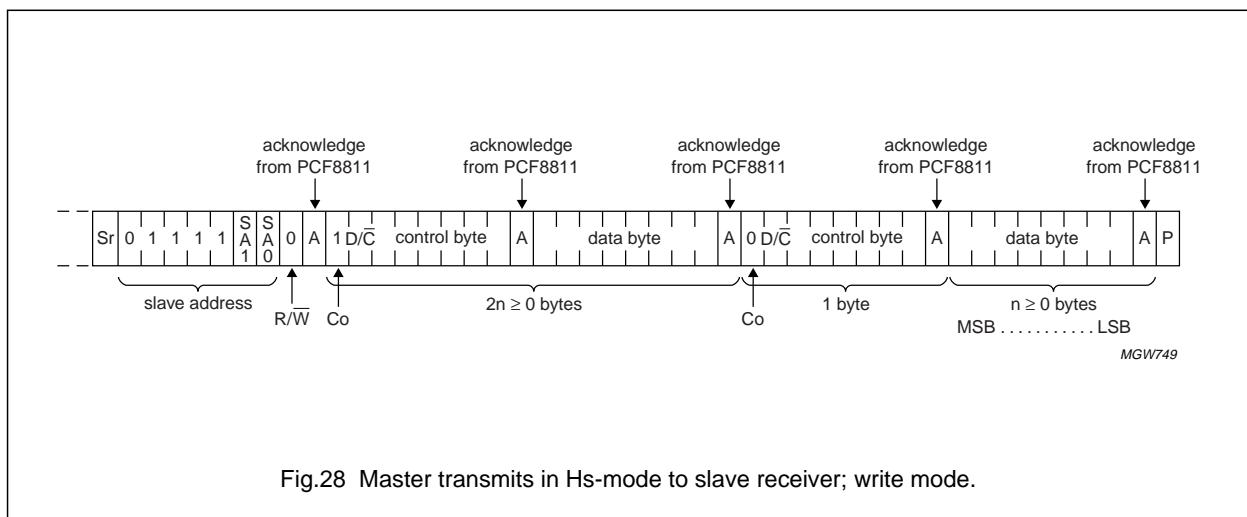 acknowledge acknowledge acknowledge acknowledge acknowledge
from PCF8811 from PCF8811 from PCF8811 from PCF8811 from PCF8811
Sr 0 1 1 1 1 SA1 SA0 0 A 1 D/C̅ control byte A data byte A 0 D/C̅ control byte A data byte A P
slave address 2n ≥ 0 bytes 1 byte n ≥ 0 bytes
R/W̅ Co Co MSB . . . . . . . . . . . LSB
MGW749
Fig.28 Master transmits in Hs-mode to slave receiver; write mode.